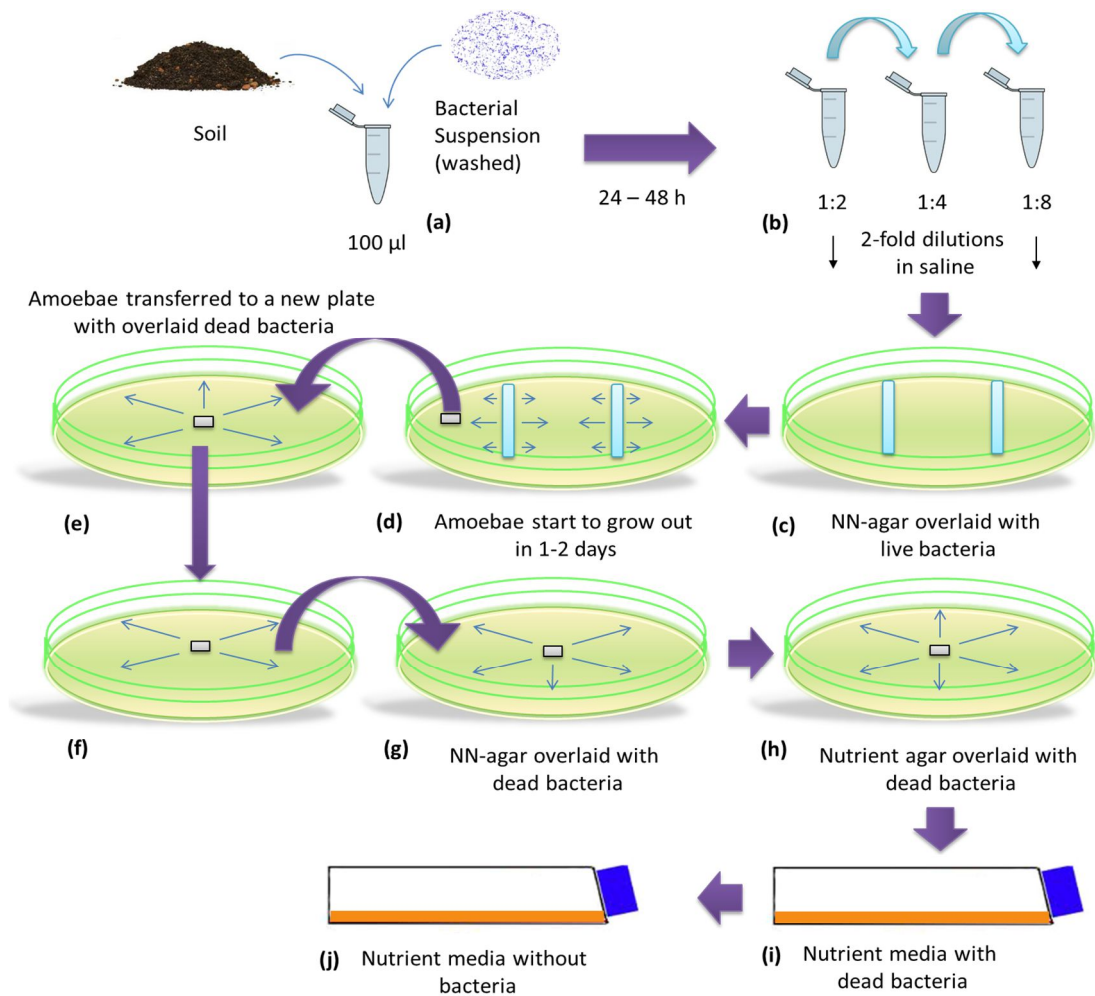 Soil
Bacterial
Suspension
(washed)
100 µl
(a)
24 – 48 h
1:2
1:4
1:8
(b)
2-fold dilutions
in saline
Amoebae transferred to a new plate
with overlaid dead bacteria
(e)
(d)
Amoebae start to grow out
in 1-2 days
(c)
NN-agar overlaid with
live bacteria
(f)
(g)
NN-agar overlaid with
dead bacteria
(h)
Nutrient agar overlaid with
dead bacteria
(j)
Nutrient media without
bacteria
(i)
Nutrient media with
dead bacteria